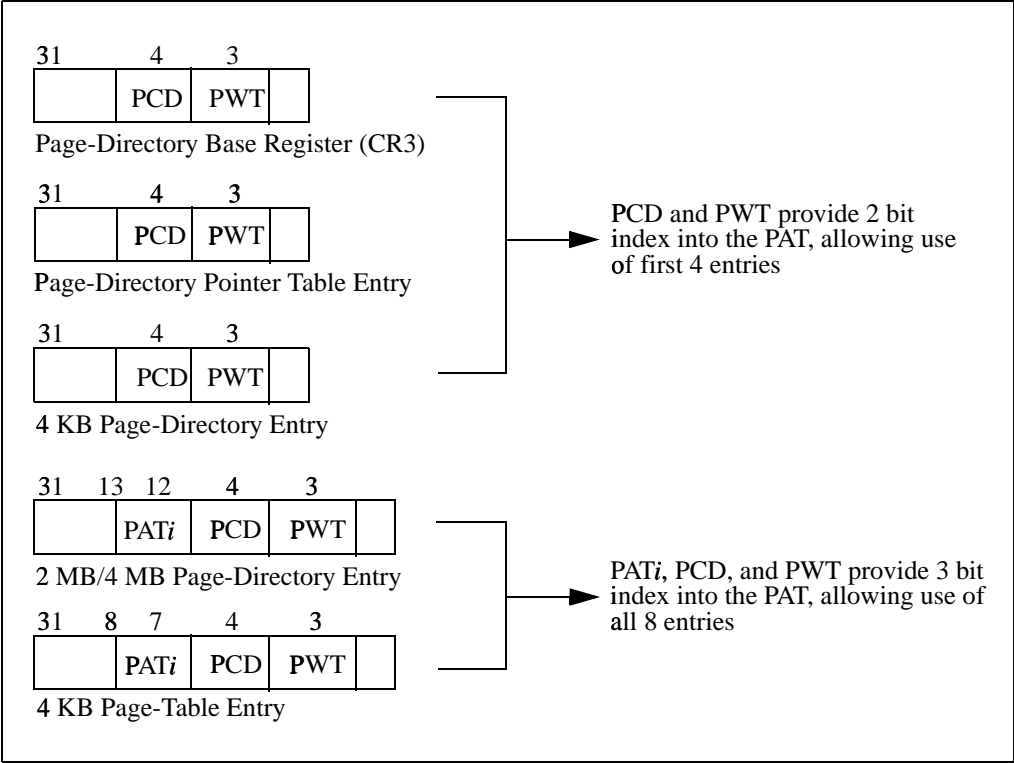 31 4 3
PCD PWT
Page-Directory Base Register (CR3)
31 4 3
PCD PWT
Page-Directory Pointer Table Entry
31 4 3
PCD PWT
4 KB Page-Directory Entry
PCD and PWT provide 2 bit
index into the PAT, allowing use
of first 4 entries
31 13 12 4 3
PATi PCD PWT
2 MB/4 MB Page-Directory Entry
31 8 7 4 3
PATi PCD PWT
4 KB Page-Table Entry
PATi, PCD, and PWT provide 3 bit
index into the PAT, allowing use of
all 8 entries